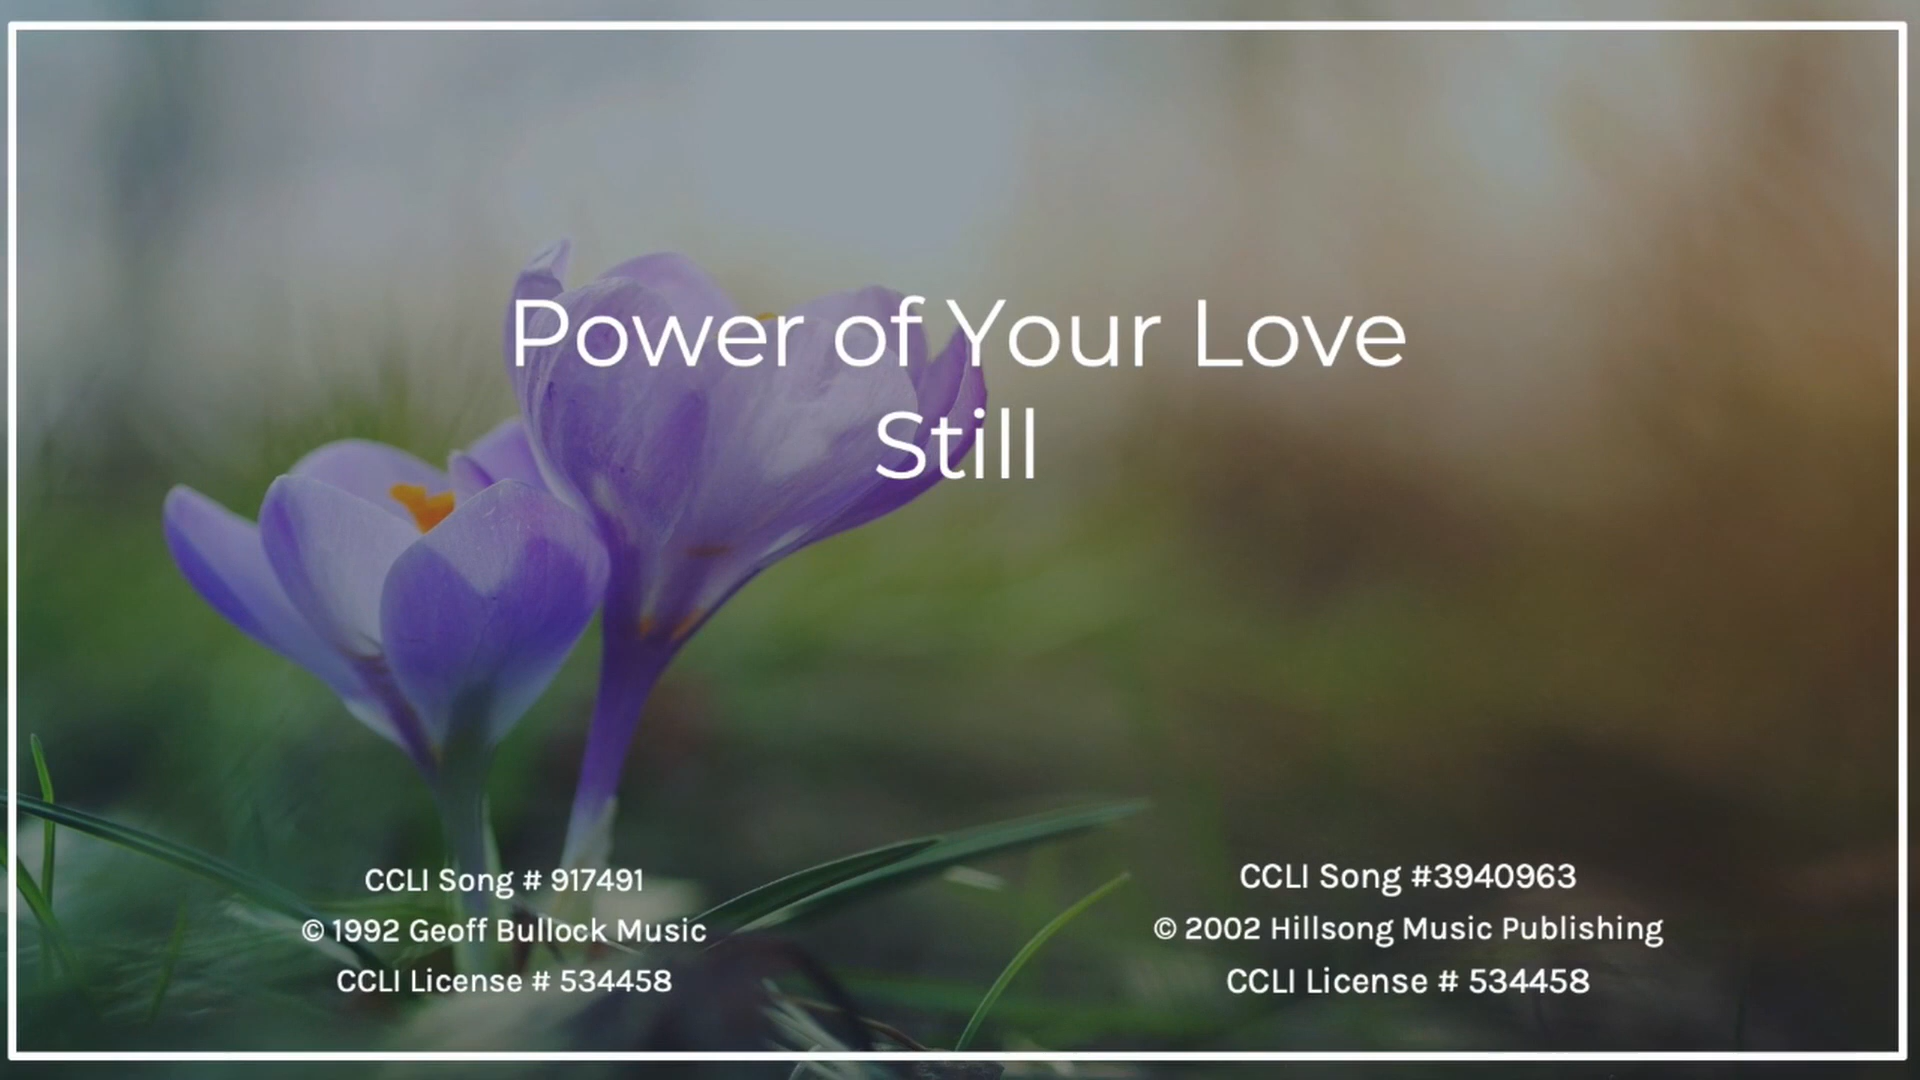 Power of Your Love
Still
CCLI Song # 917491
© 1992 Geoff Bullock Music
CCLI License # 534458
CCLI Song #3940963
© 2002 Hillsong Music Publishing
CCLI License # 534458